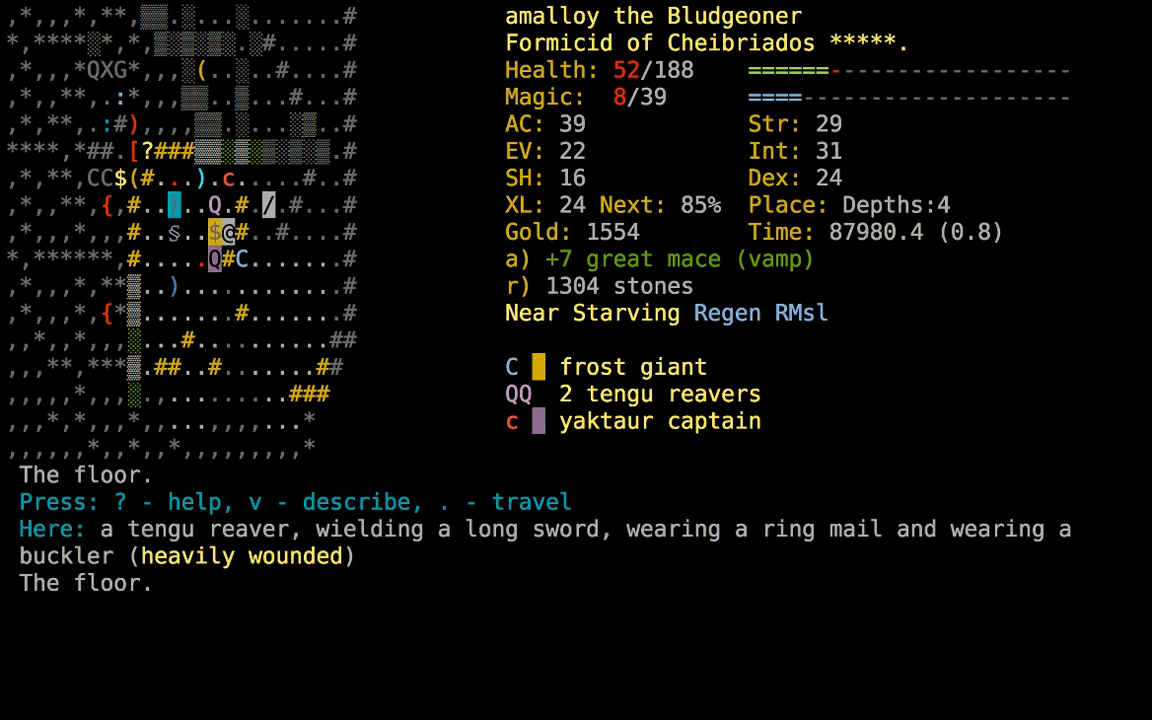 ,*,,,*,**,▒▒.░...░.......#    amalloy the Bludgeoner
*,****░*,*,▒░▒░▒░.░#.....#    Formicid of Cheibriados *****.
,*,,,*QXG*,,,░(..░..#....#    Health: 52/188    ======---------------------
,*,,**,.:*,,,▒▒..░...#...#    Magic:  8/39      ====--------------------
,*,**,.:#),,,,▒▒.░...░▒..#    AC: 39            Str: 29
****,*##.[?###▒▒░▒░▒░▒░▒.#    EV: 22            Int: 31
,*,,**CC$(#...).c.....#..#    SH: 16            Dex: 24
,*,,**,{,#..)..Q.#./.#...#    XL: 24 Next: 85%  Place: Depths:4
,*,,,*,,,#..§..$@#..#....#    Gold: 1554        Time: 87980.4 (0.8)
*,*******#.....Q#C.......#    a) +7 great mace (vamp)
,*,,,*,**▒..)............#    r) 1304 stones
,*,,,*,{*▒.......#.......#    Near Starving Regen RMsl
,,*,,*,,,░...#..........##
,,,**,***▒.##..#.......##    C   frost giant
,,,,,*,,,░.,.........###    QQ  2 tengu reavers
,,,*,*,,,*,,....,,,,...*    c   yaktaur captain
,,,,,,*,,*,,*,,,,,,,,,*
The floor.
Press: ? - help, v - describe, . - travel
Here: a tengu reaver, wielding a long sword, wearing a ring mail and wearing a
buckler (heavily wounded)
The floor.